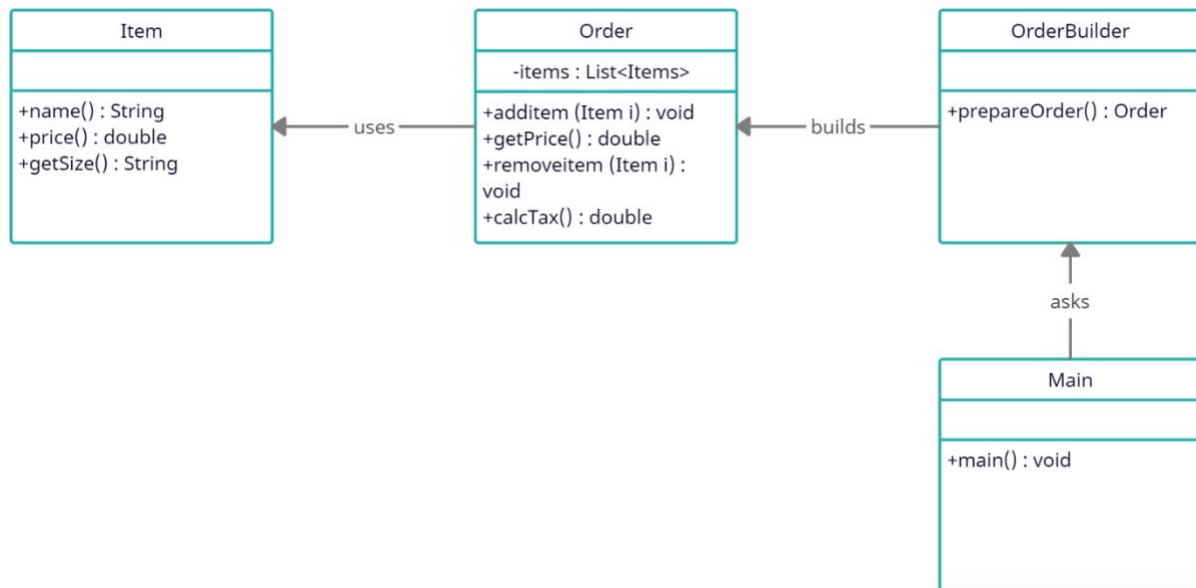 Item
+name() : String
+price() : double
+getSize() : String
uses
Order
-items : List<Items>
+additem (Item i) : void
+getPrice() : double
+removeitem (Item i) :
void
+calcTax() : double
builds
OrderBuilder
+prepareOrder() : Order
asks
Main
+main() : void